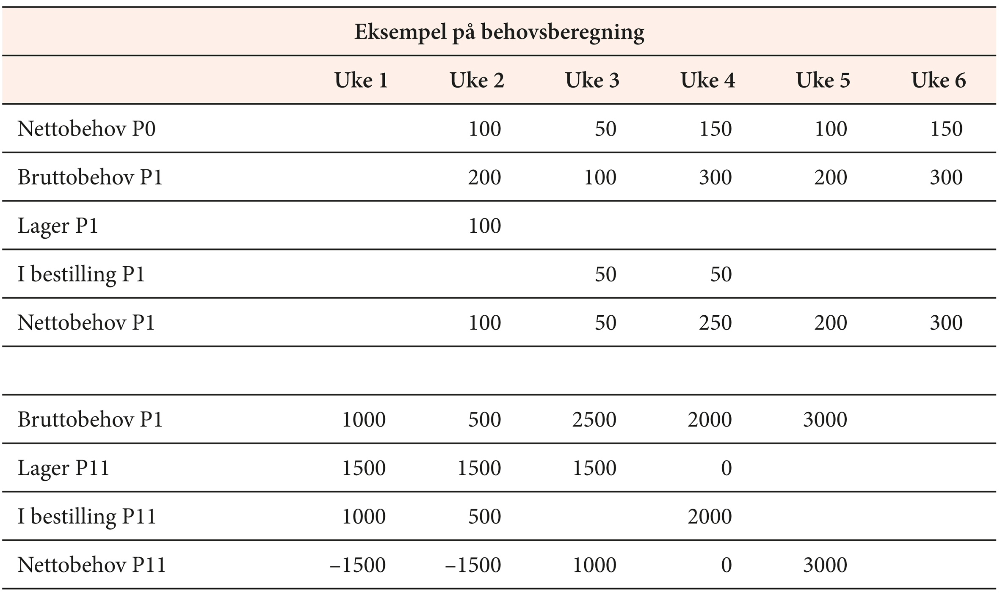 Eksempel på behovsberegning
Uke 1 Uke 2 Uke 3 Uke 4 Uke 5 Uke 6
Nettobehov P0 100 50 150 100 150
Bruttobehov P1 200 100 300 200 300
Lager P1 100
I bestilling P1 50 50
Nettobehov P1 100 50 250 200 300
Bruttobehov P1 1000 500 2500 2000 3000
Lager P11 1500 1500 1500 0
I bestilling P11 1000 500 2000
Nettobehov P11 –1500 –1500 1000 0 3000